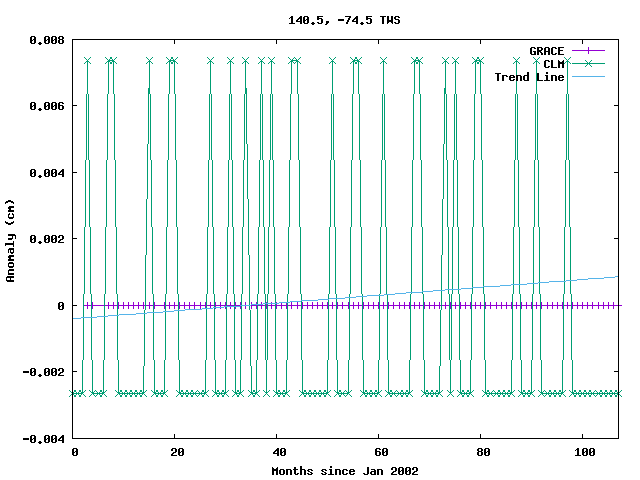 140.5, -74.5 TWS
GRACE
CLM
Trend Line
0.008
0.006
0.004
0.002
0
-0.002
-0.004
Anomaly (cm)
0 20 40 60 80 100
Months since Jan 2002